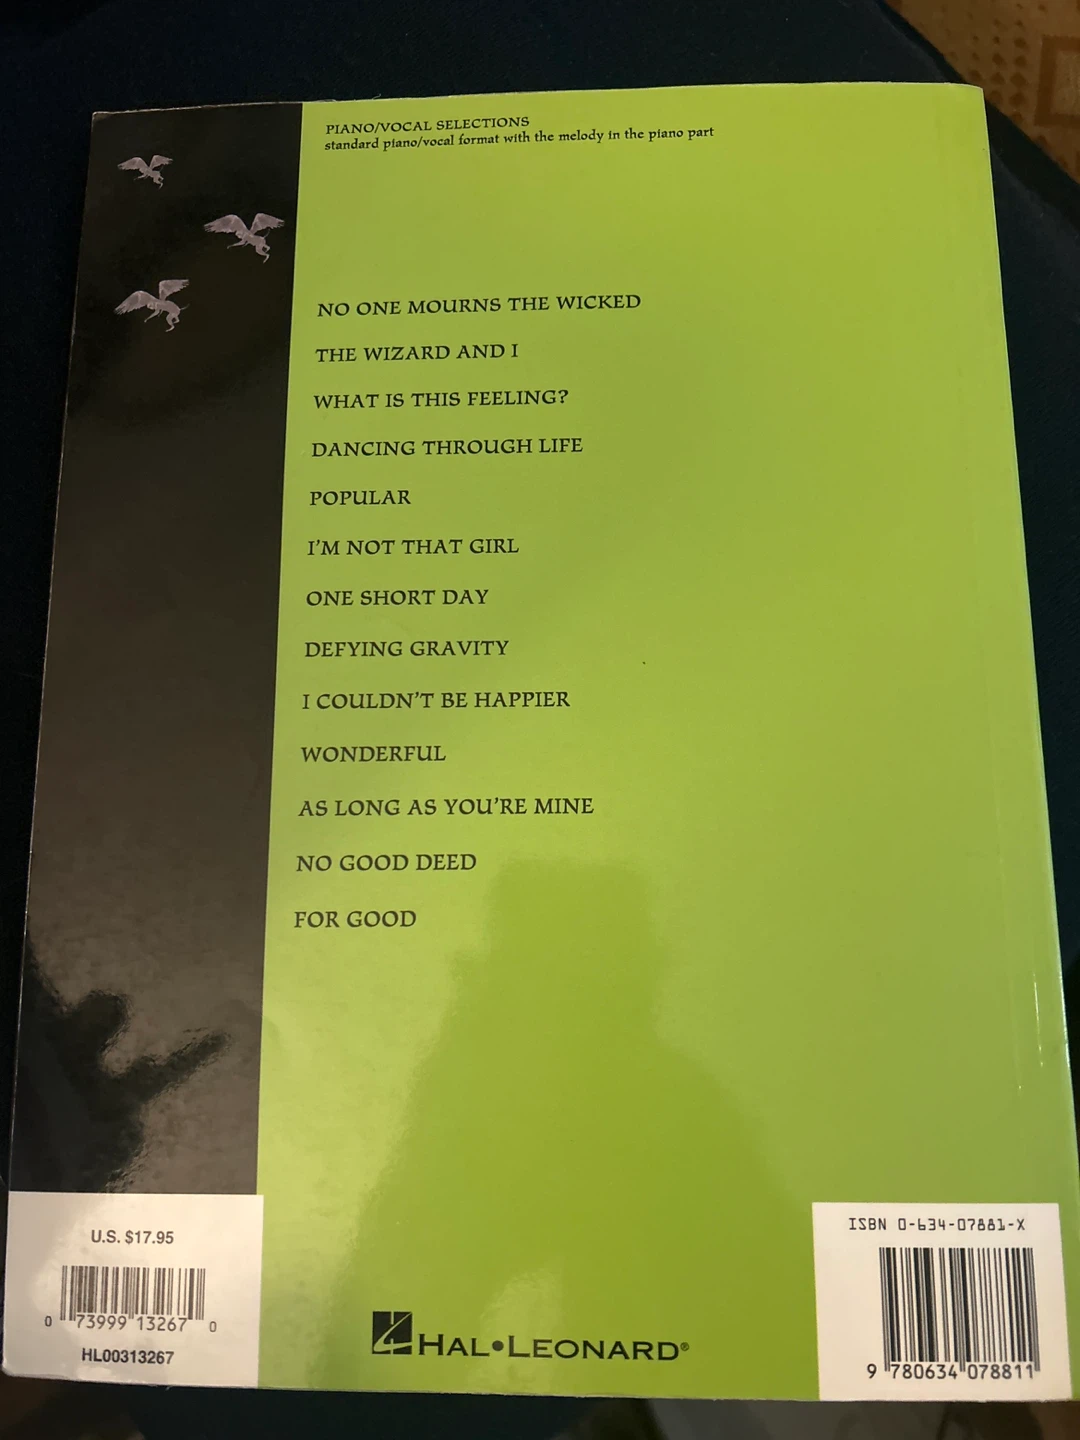 PIANO/VOCAL SELECTIONS
standard piano/vocal format with the melody in the piano part
NO ONE MOURNS THE WICKED
THE WIZARD AND I
WHAT IS THIS FEELING?
DANCING THROUGH LIFE
POPULAR
I'M NOT THAT GIRL
ONE SHORT DAY
DEFYING GRAVITY
I COULDN'T BE HAPPIER
WONDERFUL
AS LONG AS YOU'RE MINE
NO GOOD DEED
FOR GOOD
U.S. $17.95
0 73999 13267 0
HL00313267
HAL•LEONARD®
ISBN 0-634-07881-X
9 780634 078811